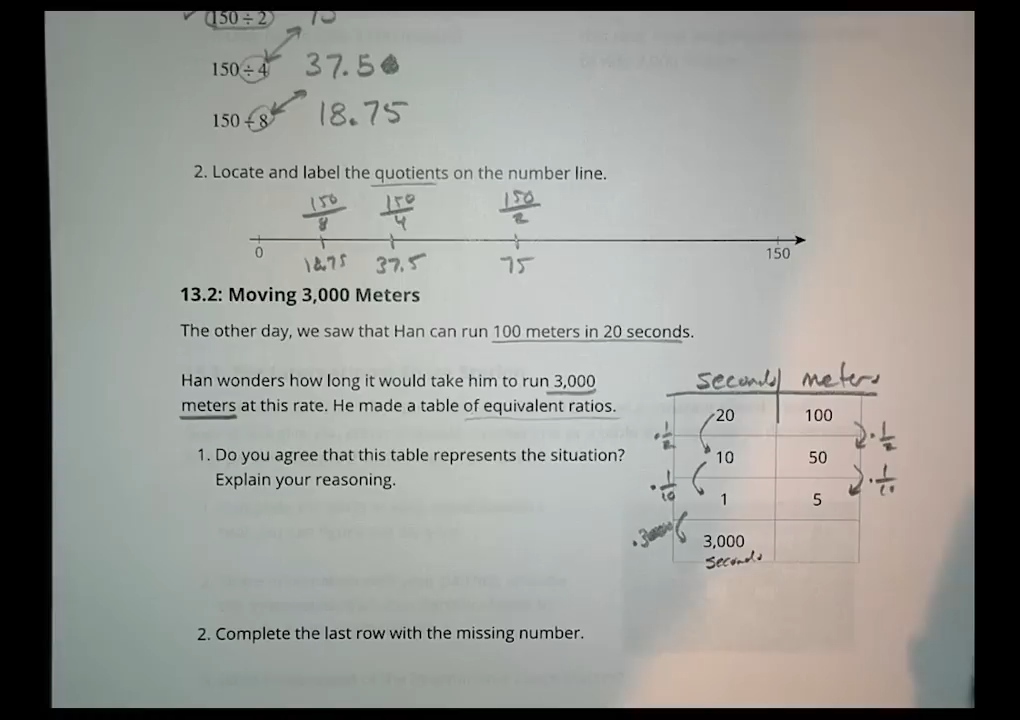 150 ÷ 2
150 ÷ 4 37.5
150 ÷ 8 18.75
2. Locate and label the quotients on the number line.
150/8 150/4 150/2
0 150
18.75 37.5 75
13.2: Moving 3,000 Meters
The other day, we saw that Han can run 100 meters in 20 seconds.
Han wonders how long it would take him to run 3,000
meters at this rate. He made a table of equivalent ratios.
seconds meters
20 100
·1/2 ·1/2
10 50
1. Do you agree that this table represents the situation?
Explain your reasoning.
·1/10 ·1/10
1 5
·3000
3,000
seconds
2. Complete the last row with the missing number.